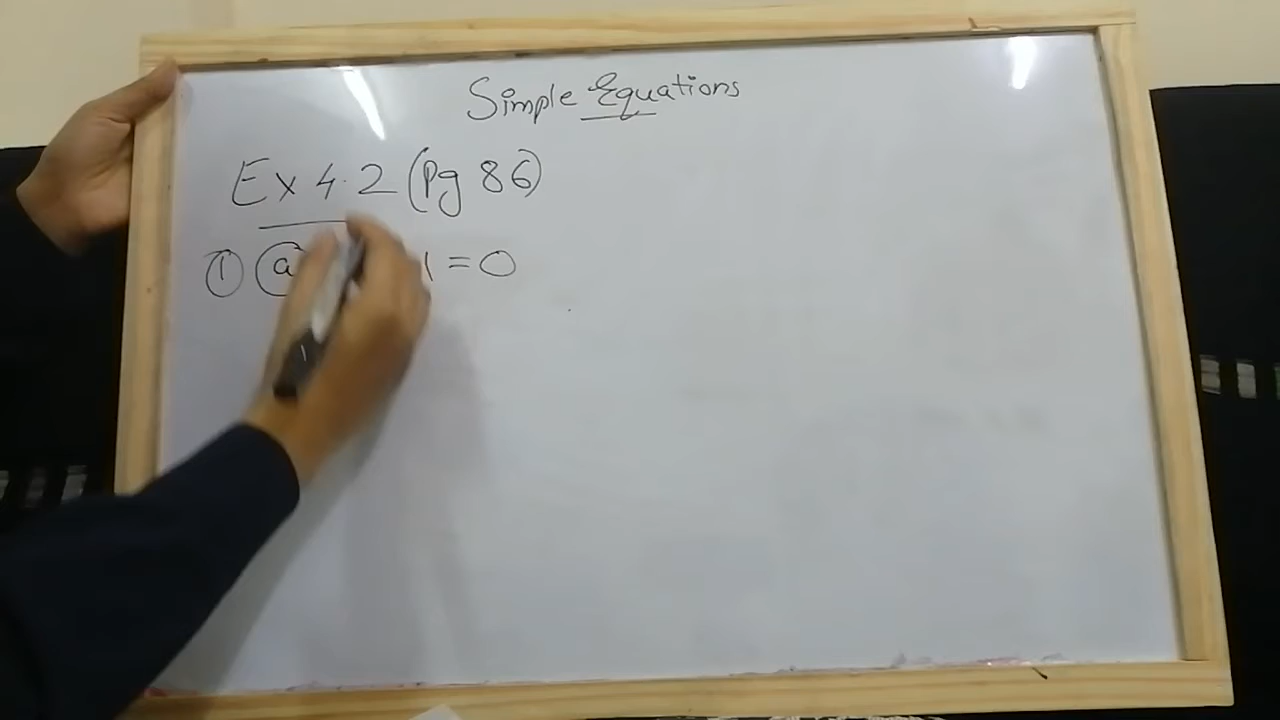 Simple Equations
Ex 4.2 (Pg 86)
① ⓐ 1 = 0